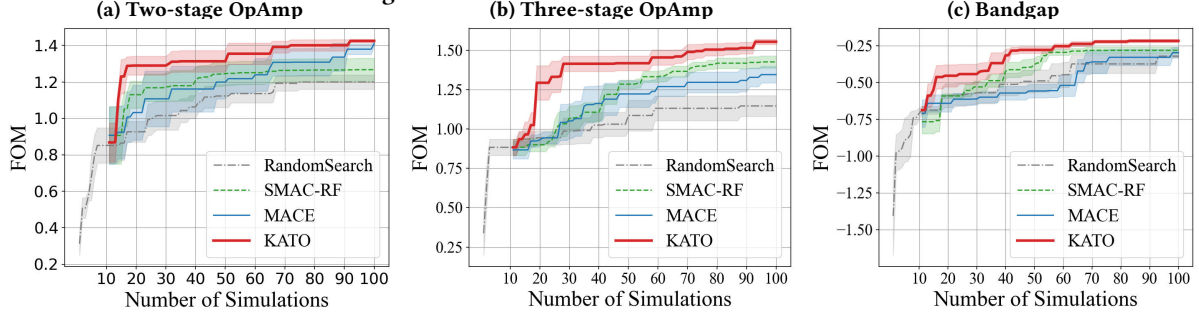 (a) Two-stage OpAmp
FOM
1.4
1.2
1.0
0.8
0.6
0.4
0.2
RandomSearch
SMAC-RF
MACE
KATO
10 20 30 40 50 60 70 80 90 100
Number of Simulations
(b) Three-stage OpAmp
FOM
1.50
1.25
1.00
0.75
0.50
0.25
RandomSearch
SMAC-RF
MACE
KATO
10 20 30 40 50 60 70 80 90 100
Number of Simulations
(c) Bandgap
FOM
−0.25
−0.50
−0.75
−1.00
−1.25
−1.50
RandomSearch
SMAC-RF
MACE
KATO
10 20 30 40 50 60 70 80 90 100
Number of Simulations